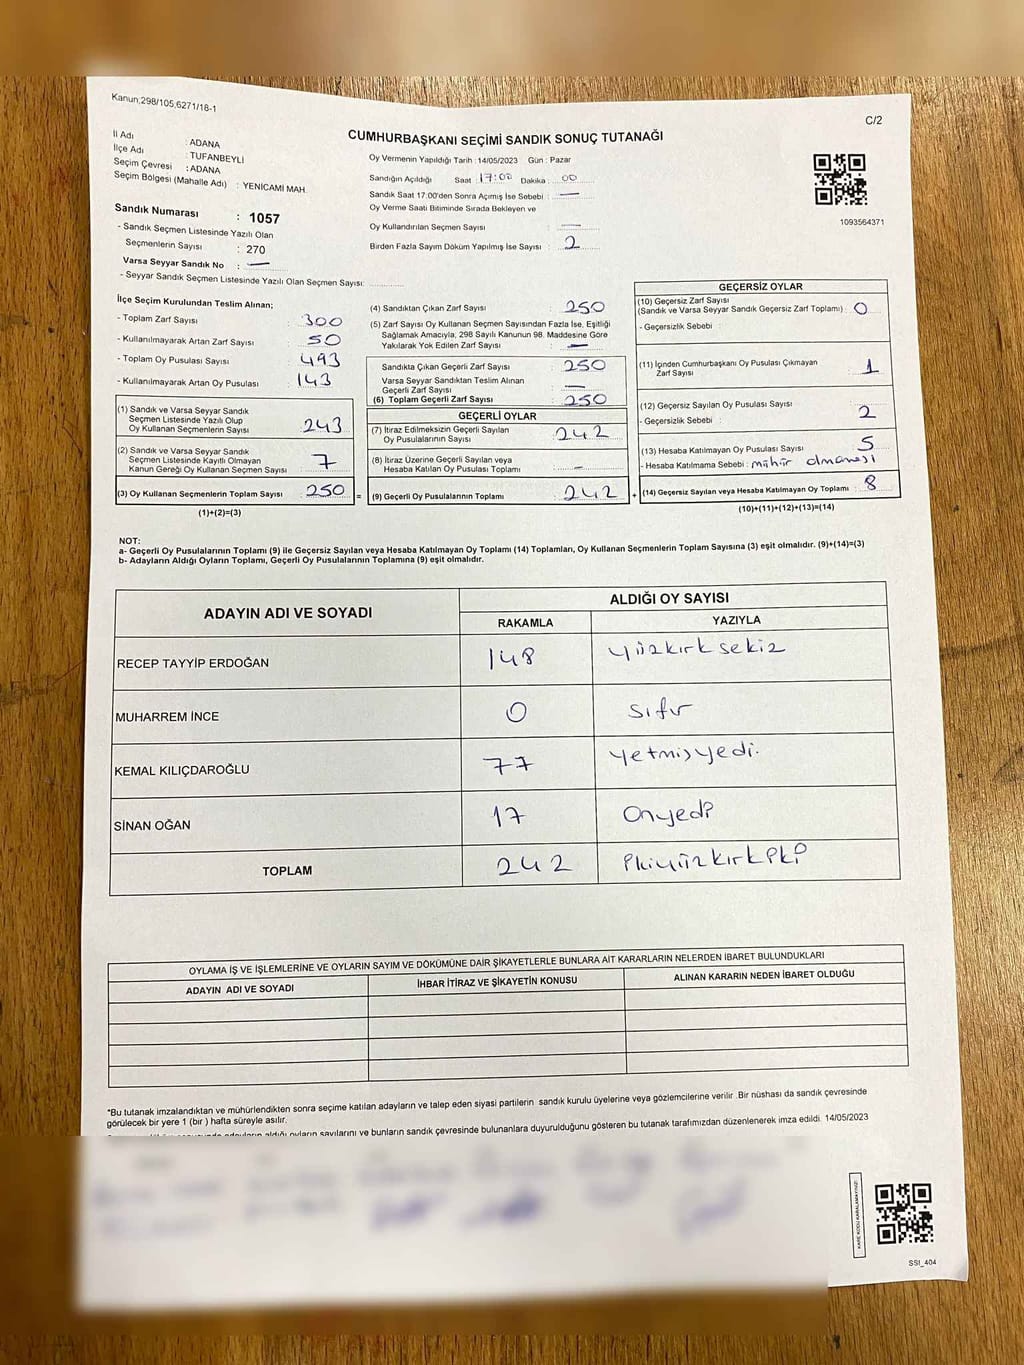 Kanun,298/105,6271/18-1
C/2
CUMHURBAŞKANI SEÇİMİ SANDIK SONUÇ TUTANAĞI
İl Adı : ADANA
İlçe Adı : TUFANBEYLİ
Seçim Çevresi : ADANA
Seçim Bölgesi (Mahalle Adı) : YENİCAMİ MAH.
Oy Vermenin Yapıldığı Tarih : 14/05/2023 Gün : Pazar
Sandığın Açıldığı Saat 17:00 Dakika : 00
Sandık Saat 17.00'den Sonra Açımış İse Sebebi : —
Oy Verme Saati Bitiminde Sırada Bekleyen ve
Oy Kullandırılan Seçmen Sayısı : —
Birden Fazla Sayım Döküm Yapılmış İse Sayısı : 2
1093564371
Sandık Numarası : 1057
- Sandık Seçmen Listesinde Yazılı Olan
Seçmenlerin Sayısı : 270
Varsa Seyyar Sandık No : —
- Seyyar Sandık Seçmen Listesinde Yazılı Olan Seçmen Sayısı:
İlçe Seçim Kurulundan Teslim Alınan;
- Toplam Zarf Sayısı : 300
- Kullanılmayarak Artan Zarf Sayısı : 50
- Toplam Oy Pusulası Sayısı : 493
- Kullanılmayarak Artan Oy Pusulası : 143
(1) Sandık ve Varsa Seyyar Sandık
Seçmen Listesinde Yazılı Olup
Oy Kullanan Seçmenlerin Sayısı : 243
(2) Sandık ve Varsa Seyyar Sandık
Seçmen Listesinde Kayıtlı Olmayan
Kanun Gereği Oy Kullanan Seçmen Sayısı : 7
(3) Oy Kullanan Seçmenlerin Toplam Sayısı : 250 =
(1)+(2)=(3)
(4) Sandıktan Çıkan Zarf Sayısı : 250
(5) Zarf Sayısı Oy Kullanan Seçmen Sayısından Fazla İse, Eşitliği
Sağlamak Amacıyla, 298 Sayılı Kanunun 98. Maddesine Göre
Yakılarak Yok Edilen Zarf Sayısı : —
Sandıkta Çıkan Geçerli Zarf Sayısı : 250
Varsa Seyyar Sandıktan Teslim Alınan
Geçerli Zarf Sayısı : —
(6) Toplam Geçerli Zarf Sayısı : 250
GEÇERLİ OYLAR
(7) İtiraz Edilmeksizin Geçerli Sayılan
Oy Pusulalarının Sayısı : 242
(8) İtiraz Üzerine Geçerli Sayılan veya
Hesaba Katılan Oy Pusulası Toplamı : —
(9) Geçerli Oy Pusulalarının Toplamı : 242 +
GEÇERSİZ OYLAR
(10) Geçersiz Zarf Sayısı
(Sandık ve Varsa Seyyar Sandık Geçersiz Zarf Toplamı) : 0
- Geçersizlik Sebebi :
(11) İçinden Cumhurbaşkanı Oy Pusulası Çıkmayan
Zarf Sayısı : 1
(12) Geçersiz Sayılan Oy Pusulası Sayısı : 2
- Geçersizlik Sebebi :
(13) Hesaba Katılmayan Oy Pusulası Sayısı : 5
- Hesaba Katılmama Sebebi : mühür olmaması
(14) Geçersiz Sayılan veya Hesaba Katılmayan Oy Toplamı : 8
(10)+(11)+(12)+(13)=(14)
NOT:
a- Geçerli Oy Pusulalarının Toplamı (9) ile Geçersiz Sayılan veya Hesaba Katılmayan Oy Toplamı (14) Toplamları, Oy Kullanan Seçmenlerin Toplam Sayısına (3) eşit olmalıdır. (9)+(14)=(3)
b- Adayların Aldığı Oyların Toplamı, Geçerli Oy Pusulalarının Toplamına (9) eşit olmalıdır.
ADAYIN ADI VE SOYADI ALDIĞI OY SAYISI
RAKAMLA YAZIYLA
RECEP TAYYİP ERDOĞAN 148 yüzkırksekiz
MUHARREM İNCE 0 sıfır
KEMAL KILIÇDAROĞLU 77 yetmişyedi.
SİNAN OĞAN 17 Onyedi
TOPLAM 242 ikiyüzkırkiki
OYLAMA İŞ VE İŞLEMLERİNE VE OYLARIN SAYIM VE DÖKÜMÜNE DAİR ŞİKAYETLERLE BUNLARA AİT KARARLARIN NELERDEN İBARET BULUNDUKLARI
ADAYIN ADI VE SOYADI İHBAR İTİRAZ VE ŞİKAYETİN KONUSU ALINAN KARARIN NEDEN İBARET OLDUĞU
*Bu tutanak imzalandıktan ve mühürlendikten sonra seçime katılan adayların ve talep eden siyasi partilerin sandık kurulu üyelerine veya gözlemcilerine verilir .Bir nüshası da sandık çevresinde
görülecek bir yere 1 (bir ) hafta süreyle asılır.
adayların aldığı oyların sayılarını ve bunların sandık çevresinde bulunanlara duyurulduğunu gösteren bu tutanak tarafımızdan düzenlenerek imza edildi. 14/05/2023
KARE KODU KARALAMAYINIZ!
SSI_404